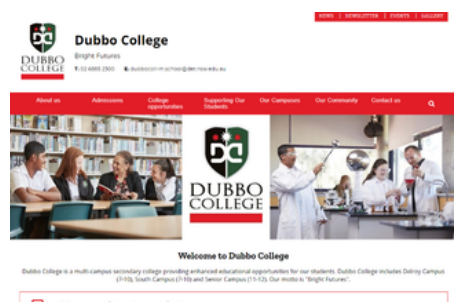 NEWS | NEWSLETTER | EVENTS | GALLERY
DUBBO
COLLEGE
Dubbo College
Bright Futures
About us
Admissions
College
opportunities
Supporting Our
Students
Our Campuses
Our Community
Contact us
DC
DUBBO
COLLEGE
Welcome to Dubbo College
Dubbo College is a multi-campus secondary college providing enhanced educational opportunities for our students. Dubbo College includes Delroy Campus
(7-10), South Campus (7-10) and Senior Campus (11-12). Our motto is "Bright Futures".